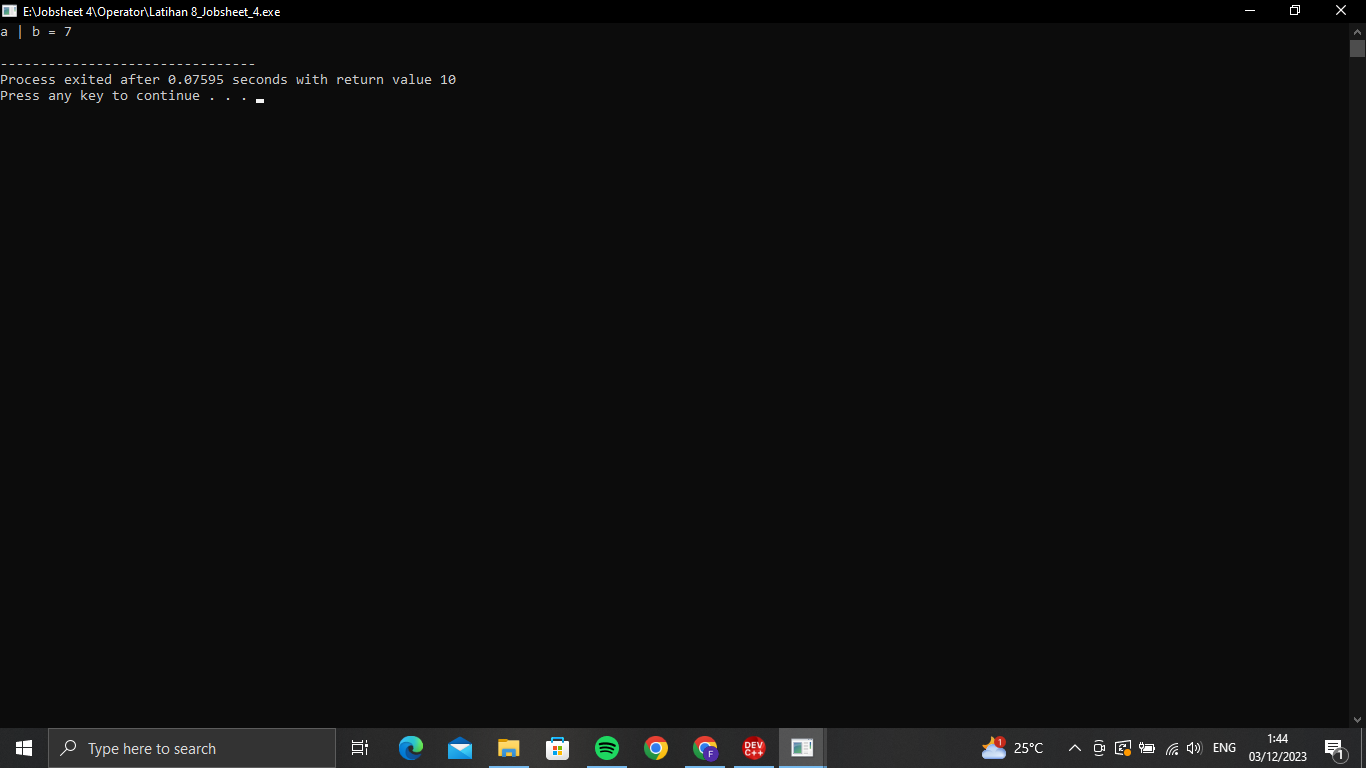 E:\Jobsheet 4\Operator\Latihan 8_Jobsheet_4.exe
a | b = 7
--------------------------------
Process exited after 0.07595 seconds with return value 10
Press any key to continue . . .
Type here to search
F
DEV
C++
1
25°C
ENG
1:44
03/12/2023
1